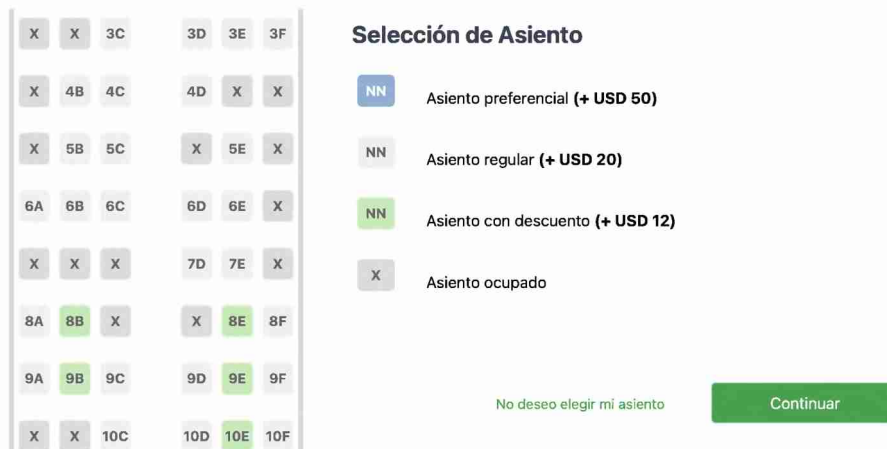 X X 3C 3D 3E 3F
X 4B 4C 4D X X
X 5B 5C X 5E X
6A 6B 6C 6D 6E X
X X X 7D 7E X
8A 8B X X 8E 8F
9A 9B 9C 9D 9E 9F
X X 10C 10D 10E 10F
Selección de Asiento
NN Asiento preferencial (+ USD 50)
NN Asiento regular (+ USD 20)
NN Asiento con descuento (+ USD 12)
X Asiento ocupado
No deseo elegir mi asiento
Continuar